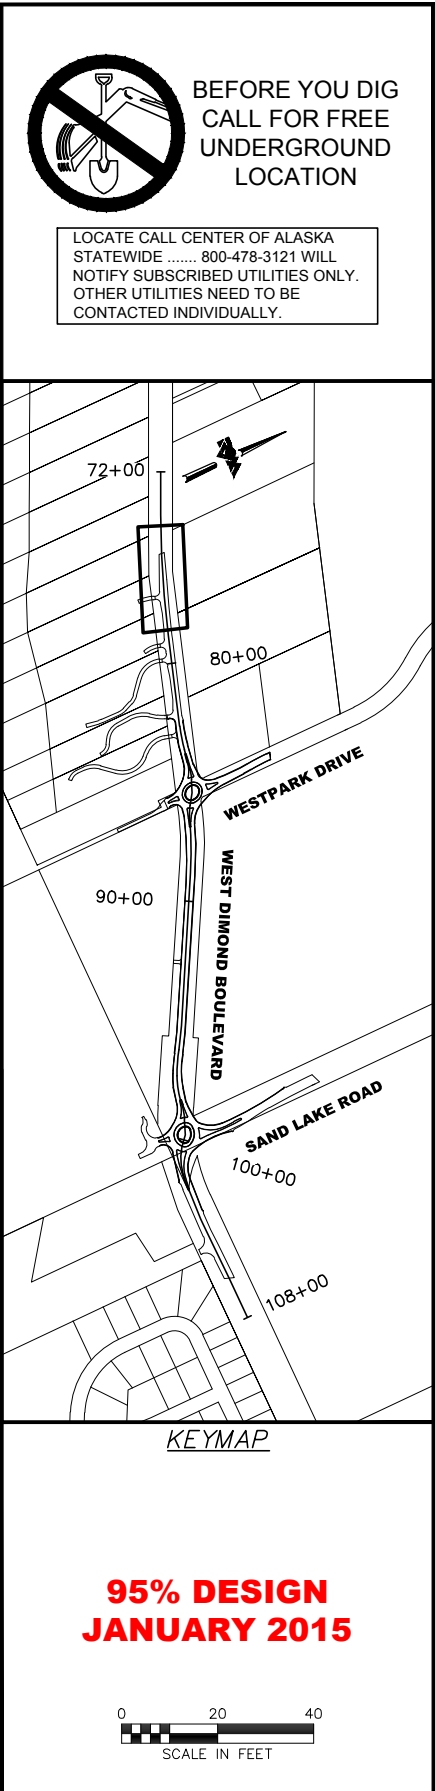 BEFORE YOU DIG
CALL FOR FREE
UNDERGROUND
LOCATION
LOCATE CALL CENTER OF ALASKA
STATEWIDE ....... 800-478-3121 WILL
NOTIFY SUBSCRIBED UTILITIES ONLY.
OTHER UTILITIES NEED TO BE
CONTACTED INDIVIDUALLY.
72+00
80+00
WESTPARK DRIVE
WEST DIMOND BOULEVARD
90+00
SAND LAKE ROAD
100+00
108+00
KEYMAP
95% DESIGN
JANUARY 2015
0 20 40
SCALE IN FEET